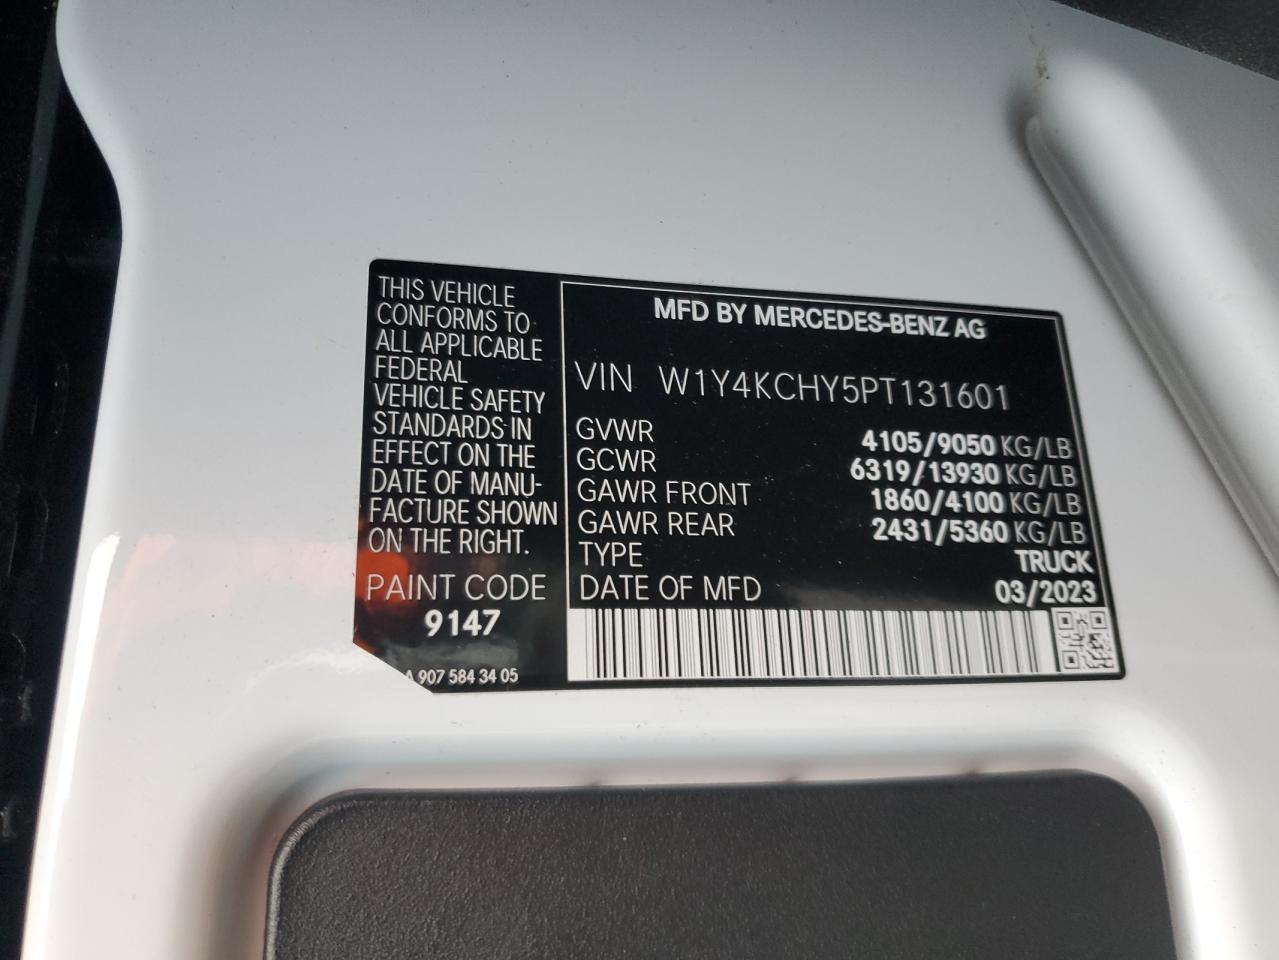 THIS VEHICLE
CONFORMS TO
ALL APPLICABLE
FEDERAL
VEHICLE SAFETY
STANDARDS IN
EFFECT ON THE
DATE OF MANU-
FACTURE SHOWN
ON THE RIGHT.
PAINT CODE
9147
A 907 584 34 05
MFD BY MERCEDES-BENZ AG
VIN W1Y4KCHY5PT131601
GVWR 4105/9050 KG/LB
GCWR 6319/13930 KG/LB
GAWR FRONT 1860/4100 KG/LB
GAWR REAR 2431/5360 KG/LB
TYPE TRUCK
DATE OF MFD 03/2023